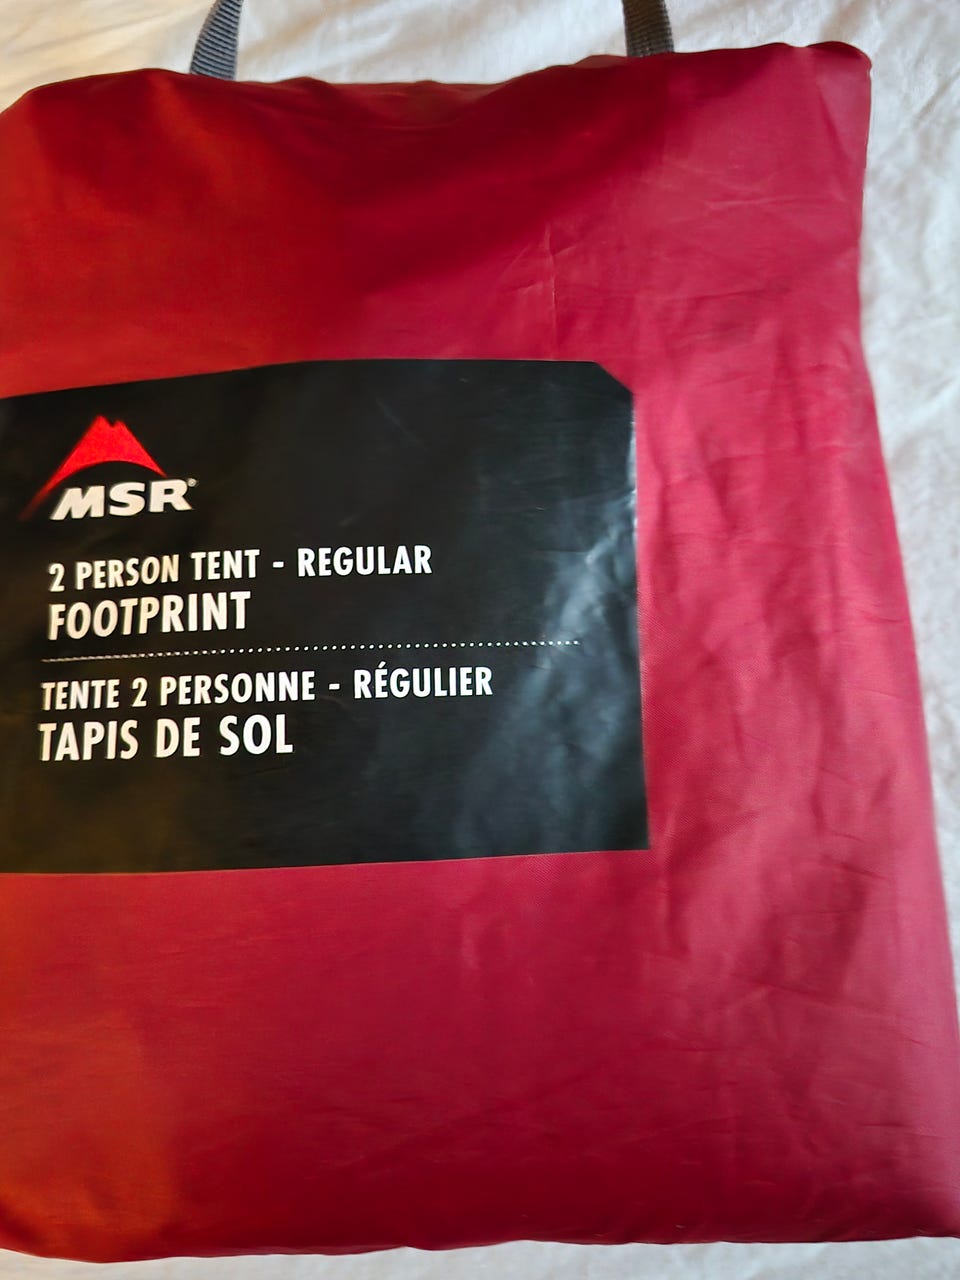 MSR®
2 PERSON TENT - REGULAR
FOOTPRINT
TENTE 2 PERSONNE - RÉGULIER
TAPIS DE SOL